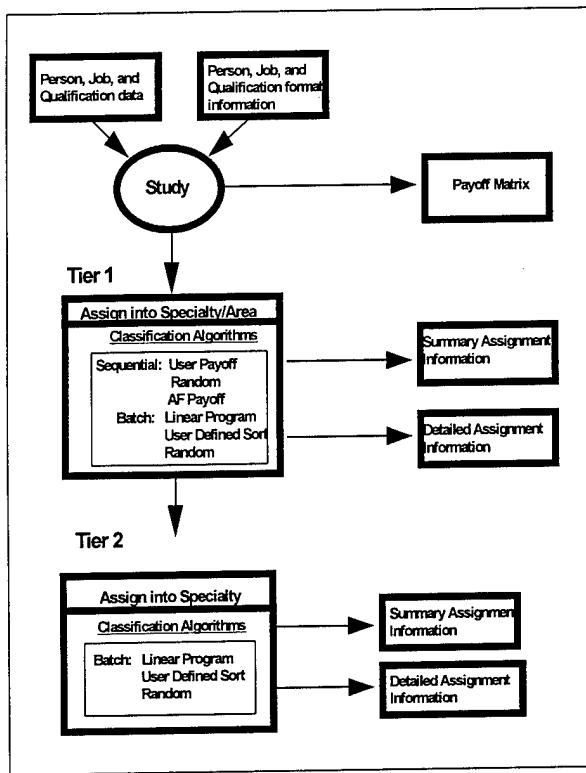 Person, Job, and
Qualification data
Person, Job, and
Qualification format
information
Study
Payoff Matrix
Tier 1
Assign into Specialty/Area
Classification Algorithms
Sequential: User Payoff
Random
AF Payoff
Batch: Linear Program
User Defined Sort
Random
Summary Assignment
Information
Detailed Assignment
Information
Tier 2
Assign into Specialty
Classification Algorithms
Batch: Linear Program
User Defined Sort
Random
Summary Assignment
Information
Detailed Assignment
Information